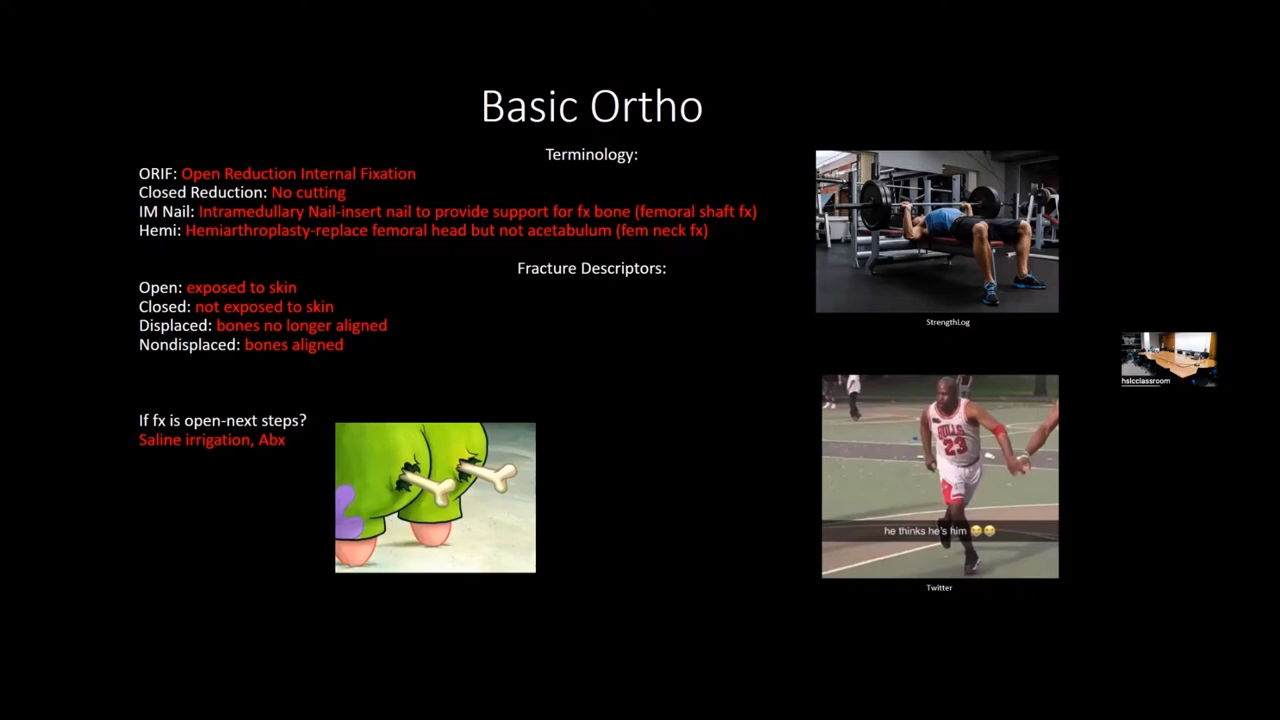 Basic Ortho
Terminology:
ORIF: Open Reduction Internal Fixation
Closed Reduction: No cutting
IM Nail: Intramedullary Nail-insert nail to provide support for fx bone (femoral shaft fx)
Hemi: Hemiarthroplasty-replace femoral head but not acetabulum (fem neck fx)
Fracture Descriptors:
Open: exposed to skin
Closed: not exposed to skin
Displaced: bones no longer aligned
Nondisplaced: bones aligned
If fx is open-next steps?
Saline irrigation, Abx
StrengthLog
BULLS
23
he thinks he's him 😂😂
Twitter
hslcclassroom